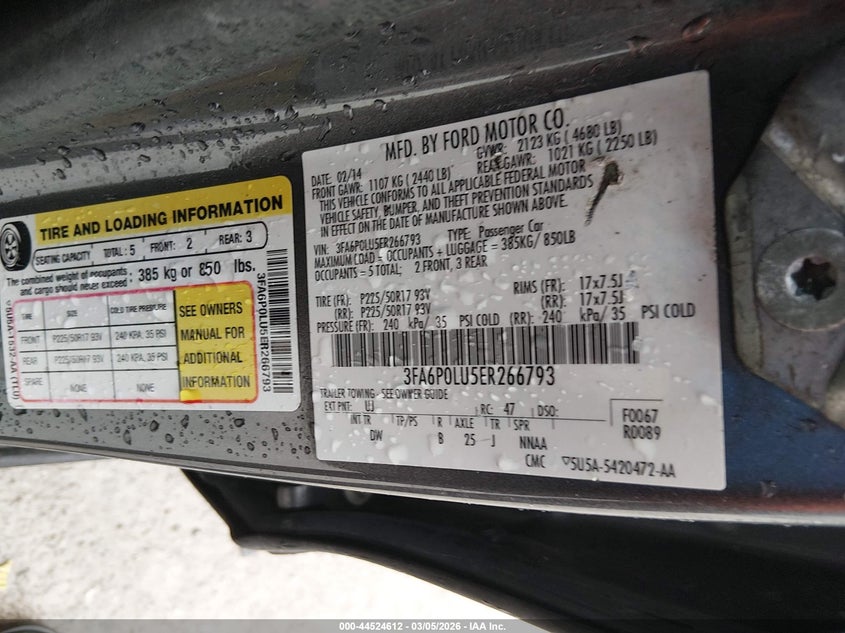 TIRE AND LOADING INFORMATION
SEATING CAPACITY TOTAL: 5 FRONT: 2 REAR: 3
The combined weight of occupants and cargo should never exceed: 385 kg or 850 lbs.
TIRE SIZE COLD TIRE PRESSURE
FRONT P225/50R17 93V 240 KPA, 35 PSI
REAR P225/50R17 93V 240 KPA, 35 PSI
SPARE NONE NONE
SEE OWNERS
MANUAL FOR
ADDITIONAL
INFORMATION
3FA6P0LU5ER266793
MFD. BY FORD MOTOR CO.
DATE: 02/14 GVWR: 2123 KG ( 4680 LB)
FRONT GAWR: 1107 KG ( 2440 LB) REAR GAWR: 1021 KG ( 2250 LB)
THIS VEHICLE CONFORMS TO ALL APPLICABLE FEDERAL MOTOR
VEHICLE SAFETY, BUMPER, AND THEFT PREVENTION STANDARDS
IN EFFECT ON THE DATE OF MANUFACTURE SHOWN ABOVE.
VIN: 3FA6P0LU5ER266793 TYPE: Passenger Car
MAXIMUM LOAD = OCCUPANTS + LUGGAGE = 385KG/ 850LB
OCCUPANTS = 5 TOTAL: 2 FRONT, 3 REAR
TIRE (FR): P225/50R17 93V RIMS (FR): 17x7.5J
(RR): P225/50R17 93V (RR): 17x7.5J
PRESSURE (FR): 240 kPa/ 35 PSI COLD (RR): 240 kPa/ 35 PSI COLD
3FA6P0LU5ER266793
TRAILER TOWING - SEE OWNER GUIDE
EXT PNT: UJ RC: 47 DSO: F0067
INT TR TP/PS R AXLE TR SPR R0089
DW B 25 J NNAA
CMC 5U5A-5420472-AA
000-44524612 - 03/05/2026 - IAA Inc.